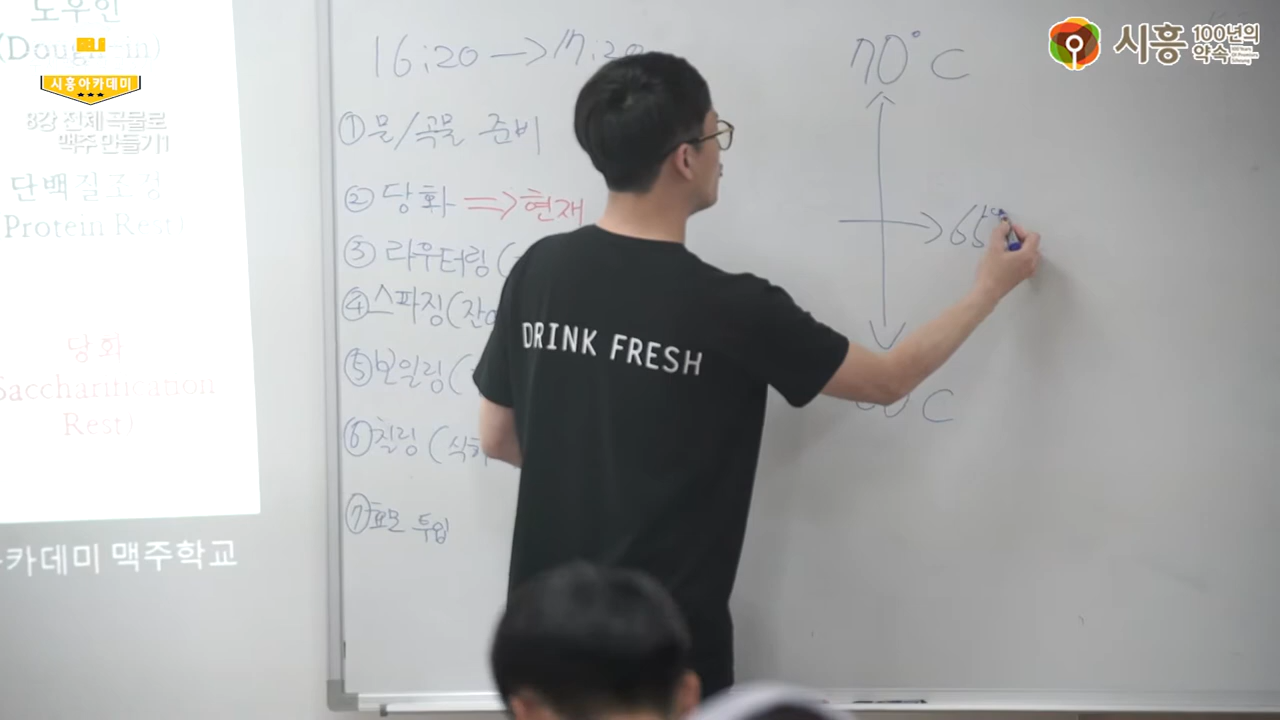 도우인
(Dough-in)
시흥아카데미
8강 전체 곡물로
맥주 만들기1
단백질조성
Protein Rest)
당화
Saccharification
Rest)
카데미 맥주학교
16:20 → 17:20
① 물/곡물 준비
② 당화 ⇒ 현재
③ 라우터링(
④ 스파징(잔
⑤ 보일링(
⑥ 칠링 (식
⑦ 효모 투입
70°C
65°
C
DRINK FRESH
시흥
100년의
약속